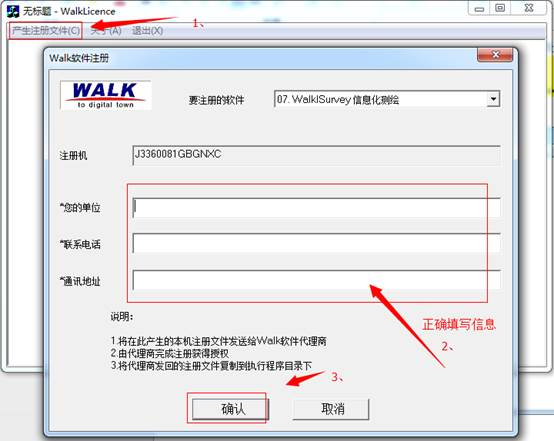 无标题 - WalkLicence
产生注册文件(C) 关于(A) 退出(X)
1、
Walk软件注册
WALK
to digital town
要注册的软件
07. WalkISurvey 信息化测绘
注册机
J3360081GBGNXC
*您的单位
*联系电话
*通讯地址
说明：
正确填写信息
1.将在此产生的本机注册文件发送给Walk软件代理商
2、
2.由代理商完成注册获得授权
3.将代理商发回的注册文件复制到执行程序目录下
3、
确认
取消